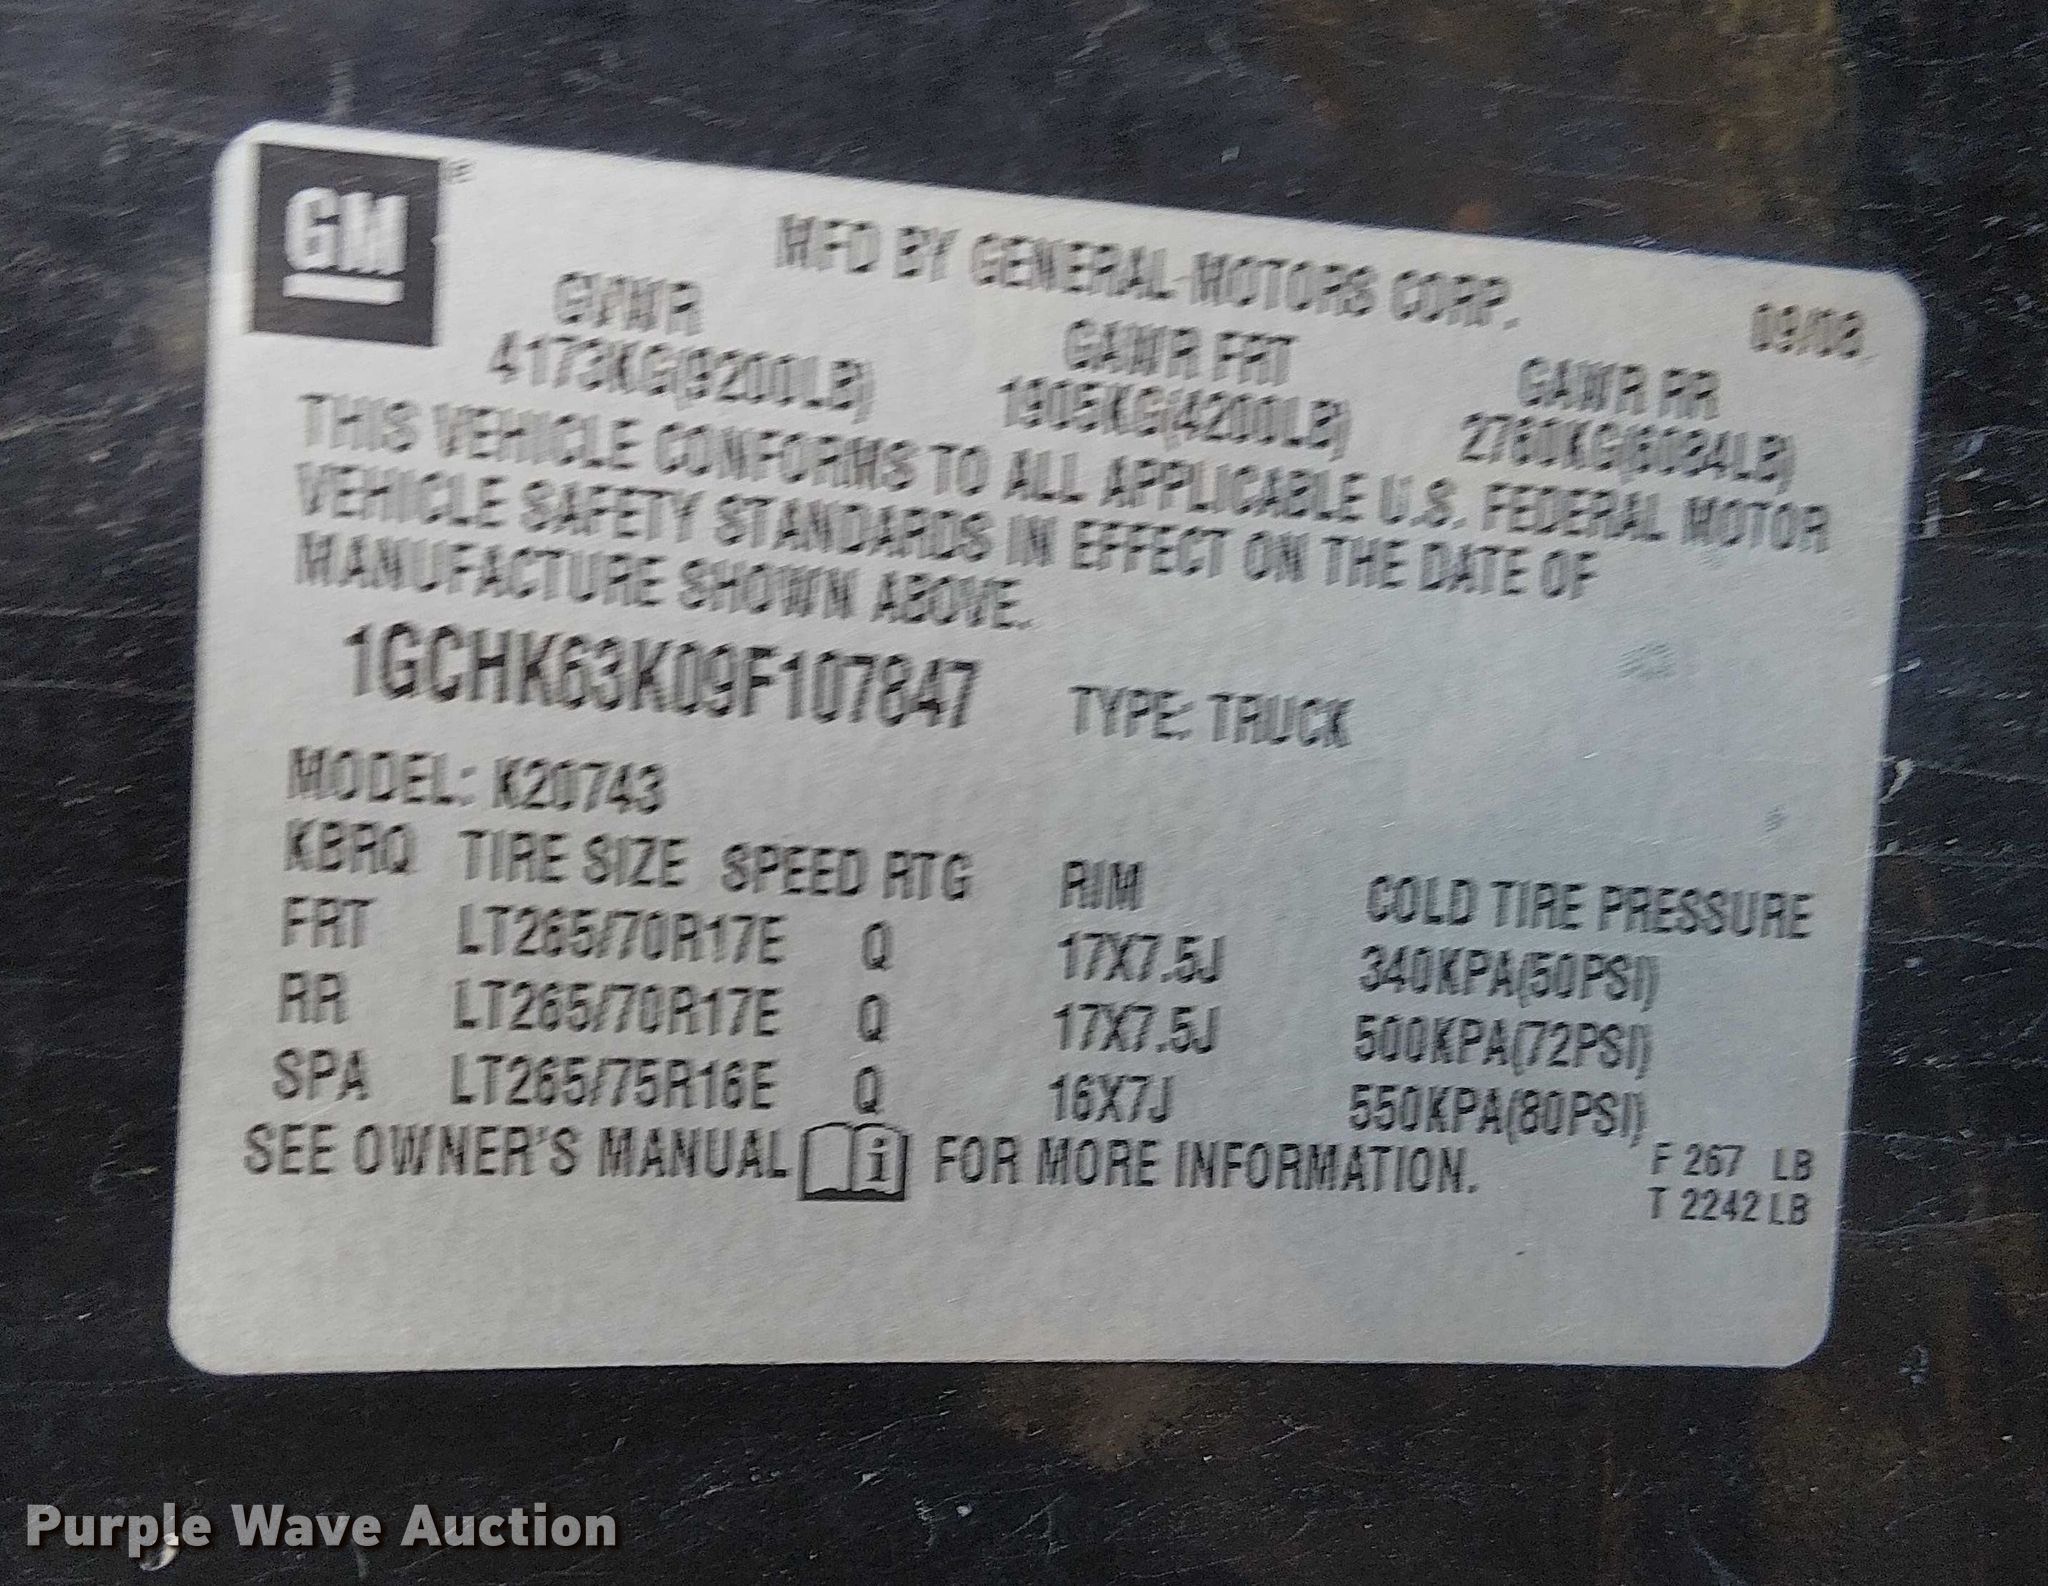 GM
MFD BY GENERAL MOTORS CORP.
09/08
GVWR GAWR FRT GAWR RR
4173KG(9200LB) 1905KG(4200LB) 2760KG(6084LB)
THIS VEHICLE CONFORMS TO ALL APPLICABLE U.S. FEDERAL MOTOR
VEHICLE SAFETY STANDARDS IN EFFECT ON THE DATE OF
MANUFACTURE SHOWN ABOVE.
1GCHK63K09F107847 TYPE: TRUCK
MODEL: K20743
KBRQ TIRE SIZE SPEED RTG RIM COLD TIRE PRESSURE
FRT LT265/70R17E Q 17X7.5J 340KPA(50PSI)
RR LT265/70R17E Q 17X7.5J 500KPA(72PSI)
SPA LT265/75R16E Q 16X7J 550KPA(80PSI)
SEE OWNER'S MANUAL i FOR MORE INFORMATION.
F 267 LB
T 2242 LB
Purple Wave Auction